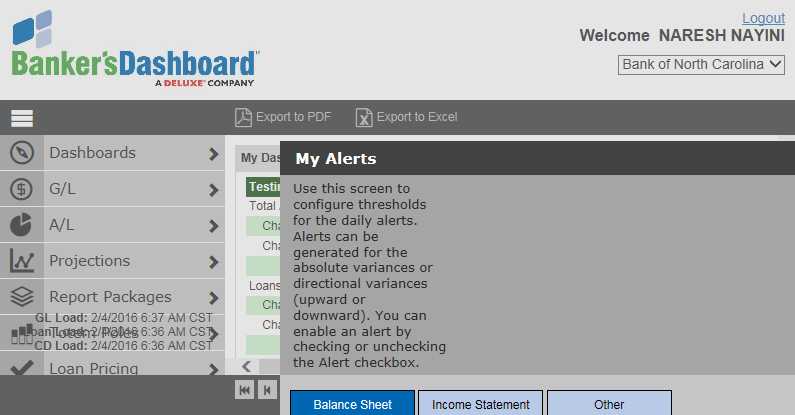 Logout
Welcome NARESH NAYINI
Banker'sDashboard™
A DELUXE® COMPANY
Bank of North Carolina
Export to PDF
Export to Excel
Dashboards
G/L
A/L
Projections
Report Packages
GL Load: 2/4/2016 6:37 AM CST
Loan Load: 2/4/2016 6:36 AM CST
Totem Poles
CD Load: 2/4/2016 6:36 AM CST
Loan Pricing
My Das
Testin
Total
Cha
Cha
Loans
Cha
Cha
My Alerts
Use this screen to
configure thresholds
for the daily alerts.
Alerts can be
generated for the
absolute variances or
directional variances
(upward or
downward). You can
enable an alert by
checking or unchecking
the Alert checkbox.
Balance Sheet
Income Statement
Other